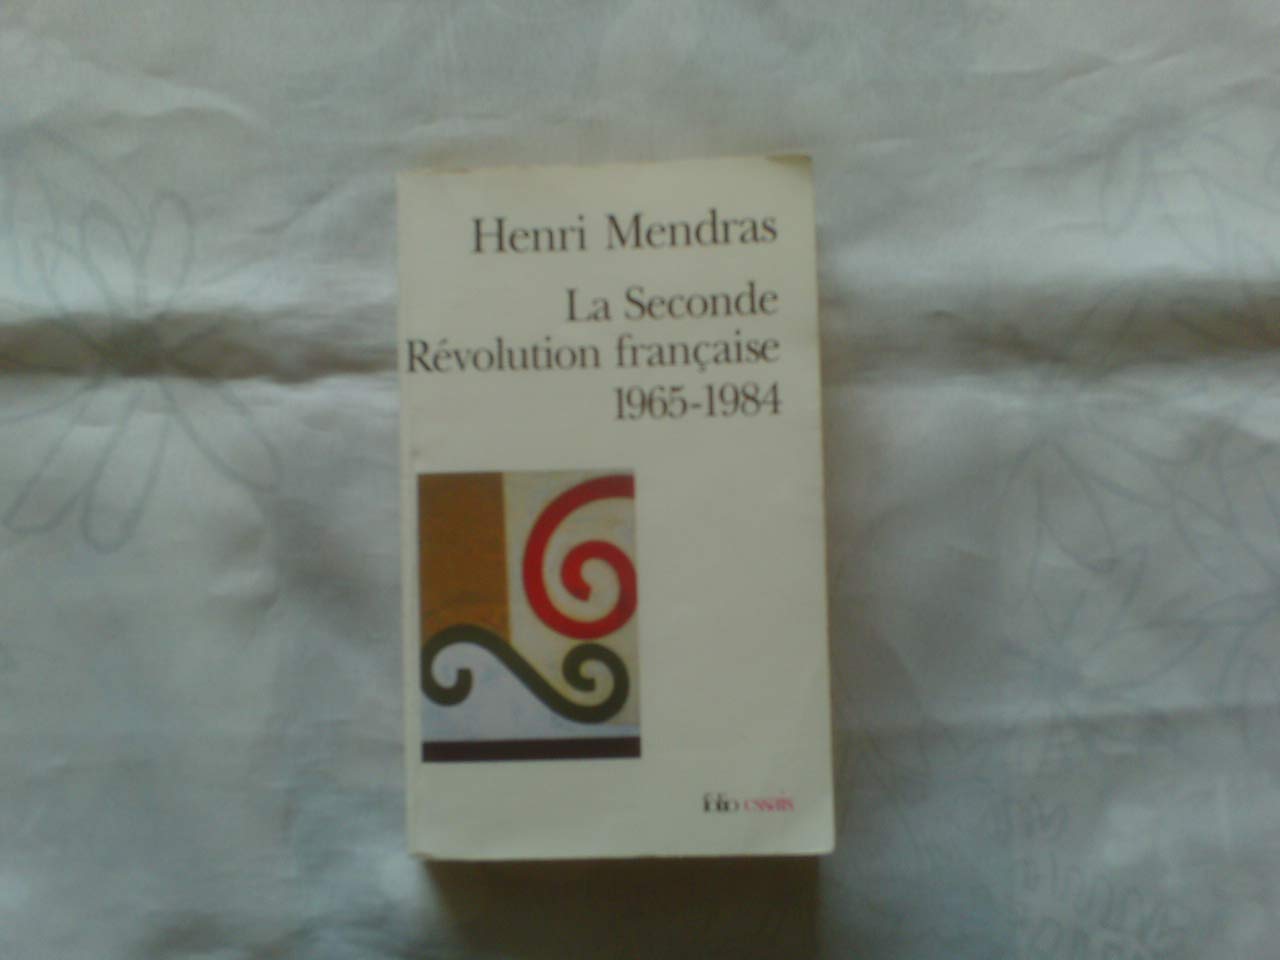 Henri Mendras
La Seconde
Révolution française
1965-1984
folio essais